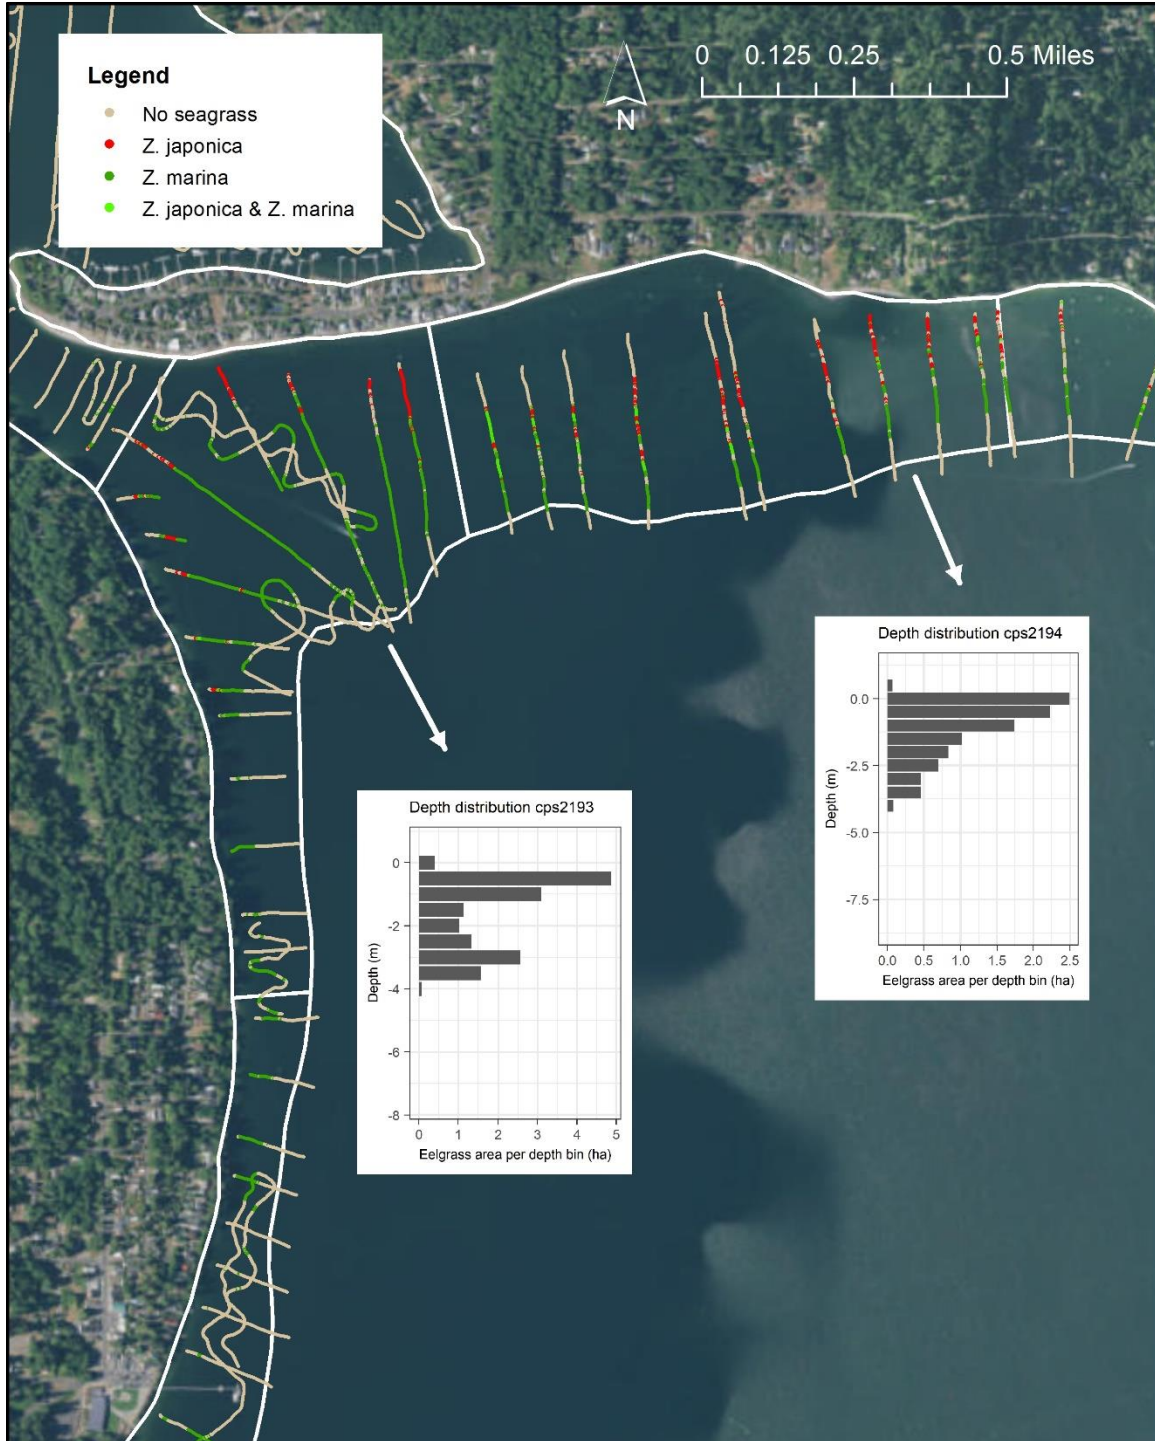 Legend
No seagrass
Z. japonica
Z. marina
Z. japonica & Z. marina
N
0 0.125 0.25 0.5 Miles
Depth distribution cps2194
Depth (m)
0.0
-2.5
-5.0
-7.5
0.0 0.5 1.0 1.5 2.0 2.5
Eelgrass area per depth bin (ha)
Depth distribution cps2193
Depth (m)
0
-2
-4
-6
-8
0 1 2 3 4 5
Eelgrass area per depth bin (ha)